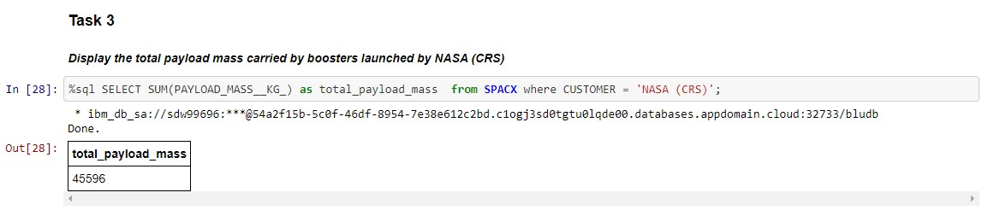 Task 3
Display the total payload mass carried by boosters launched by NASA (CRS)
In [28]: %sql SELECT SUM(PAYLOAD_MASS__KG_) as total_payload_mass  from SPACX where CUSTOMER = 'NASA (CRS)';
* ibm_db_sa://sdw99696:***@54a2f15b-5c0f-46df-8954-7e38e612c2bd.c1ogj3sd0tgtu0lqde00.databases.appdomain.cloud:32733/bludb
Done.
Out[28]: total_payload_mass
45596